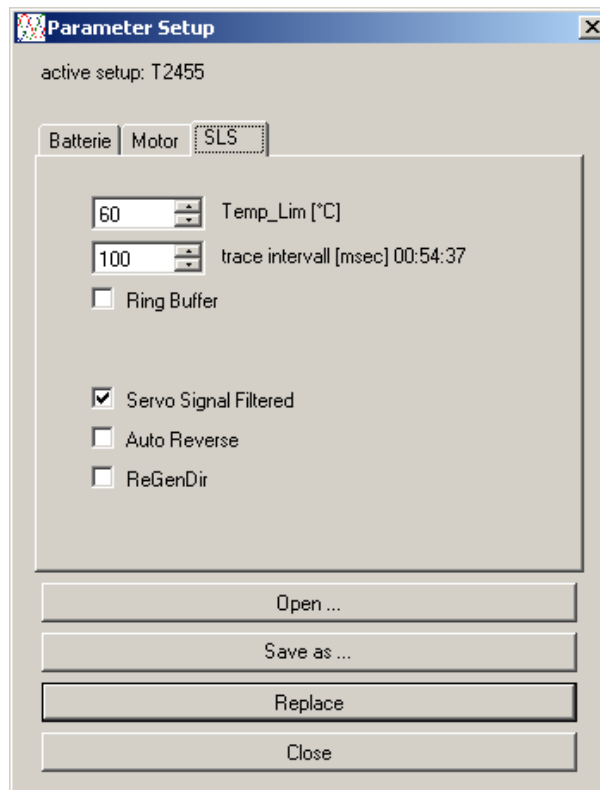 Parameter Setup
active setup: T2455
Batterie Motor SLS
60 Temp_Lim [°C]
100 trace intervall [msec] 00:54:37
Ring Buffer
Servo Signal Filtered
Auto Reverse
ReGenDir
Open ...
Save as ...
Replace
Close